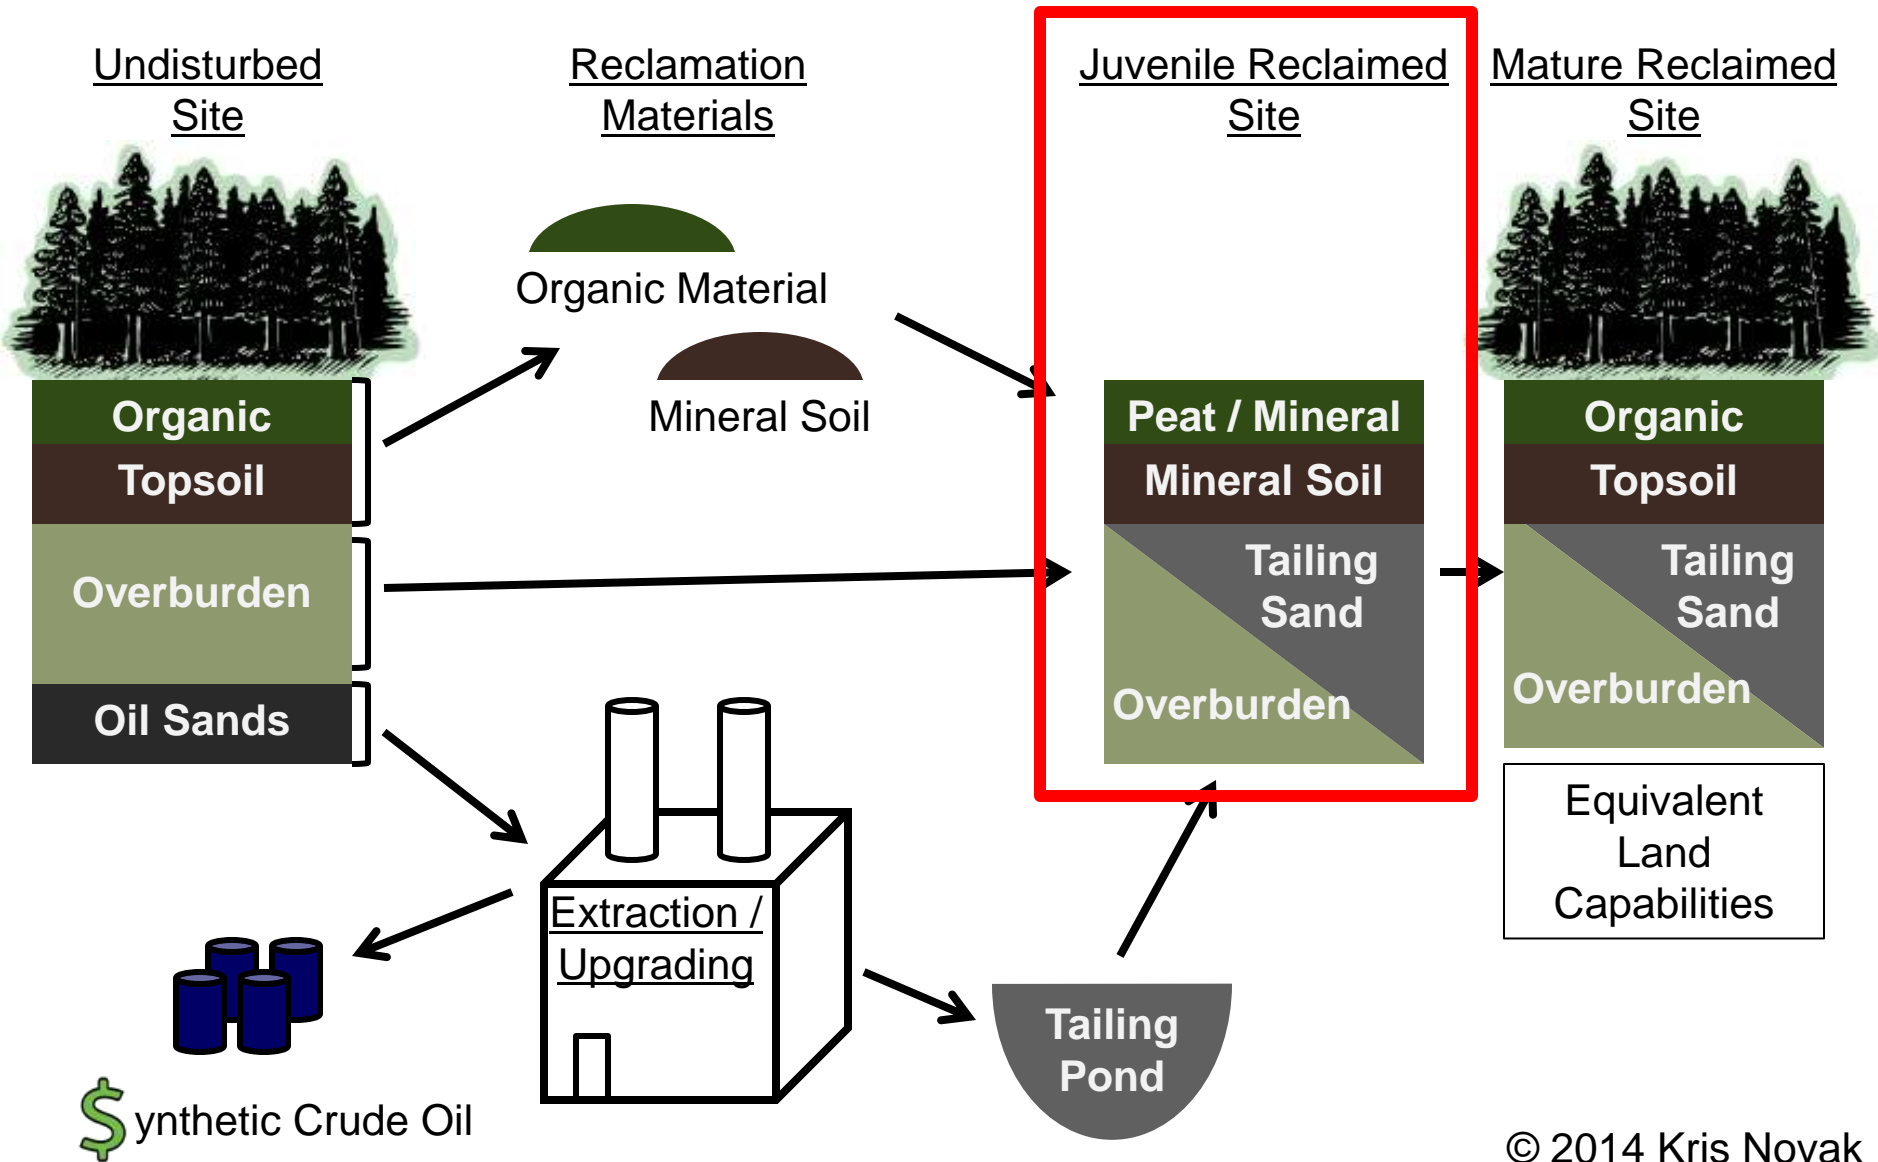 Undisturbed
Site
Reclamation
Materials
Juvenile Reclaimed
Site
Mature Reclaimed
Site
Organic Material
Mineral Soil
Organic
Topsoil
Overburden
Oil Sands
Peat / Mineral
Mineral Soil
Tailing
Sand
Overburden
Organic
Topsoil
Tailing
Sand
Overburden
Equivalent
Land
Capabilities
Extraction /
Upgrading
Tailing
Pond
$ynthetic Crude Oil
© 2014 Kris Novak